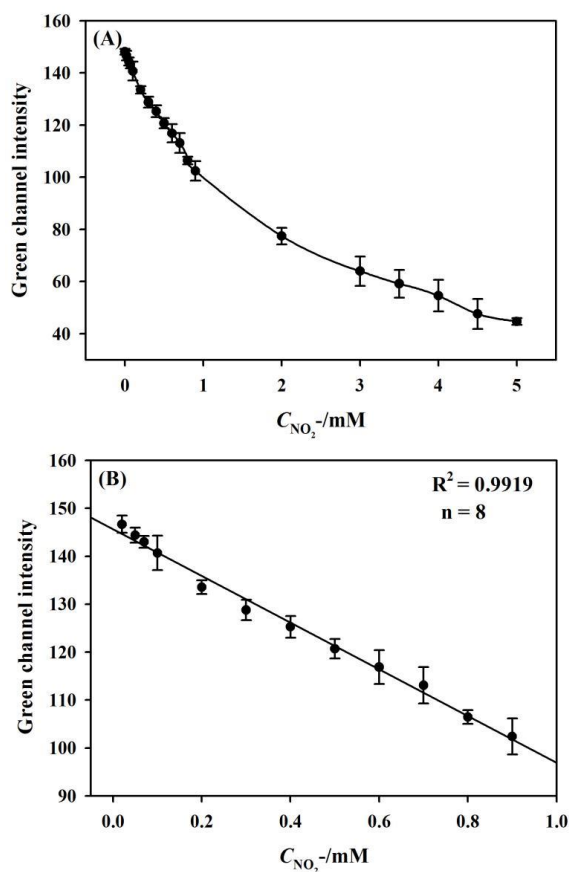 (A)
Green channel intensity
160
140
120
100
80
60
40
0 1 2 3 4 5
C NO₂-/mM
(B)
R² = 0.9919
n = 8
Green channel intensity
160
150
140
130
120
110
100
90
0.0 0.2 0.4 0.6 0.8 1.0
C NO₂-/mM